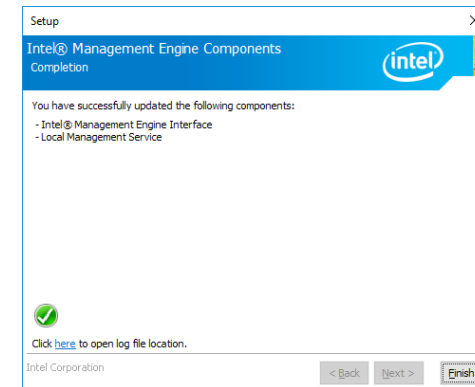 Setup
Intel® Management Engine Components
Completion
intel
You have successfully updated the following components:
- Intel® Management Engine Interface
- Local Management Service
Click here to open log file location.
Intel Corporation
< Back Next > Finish